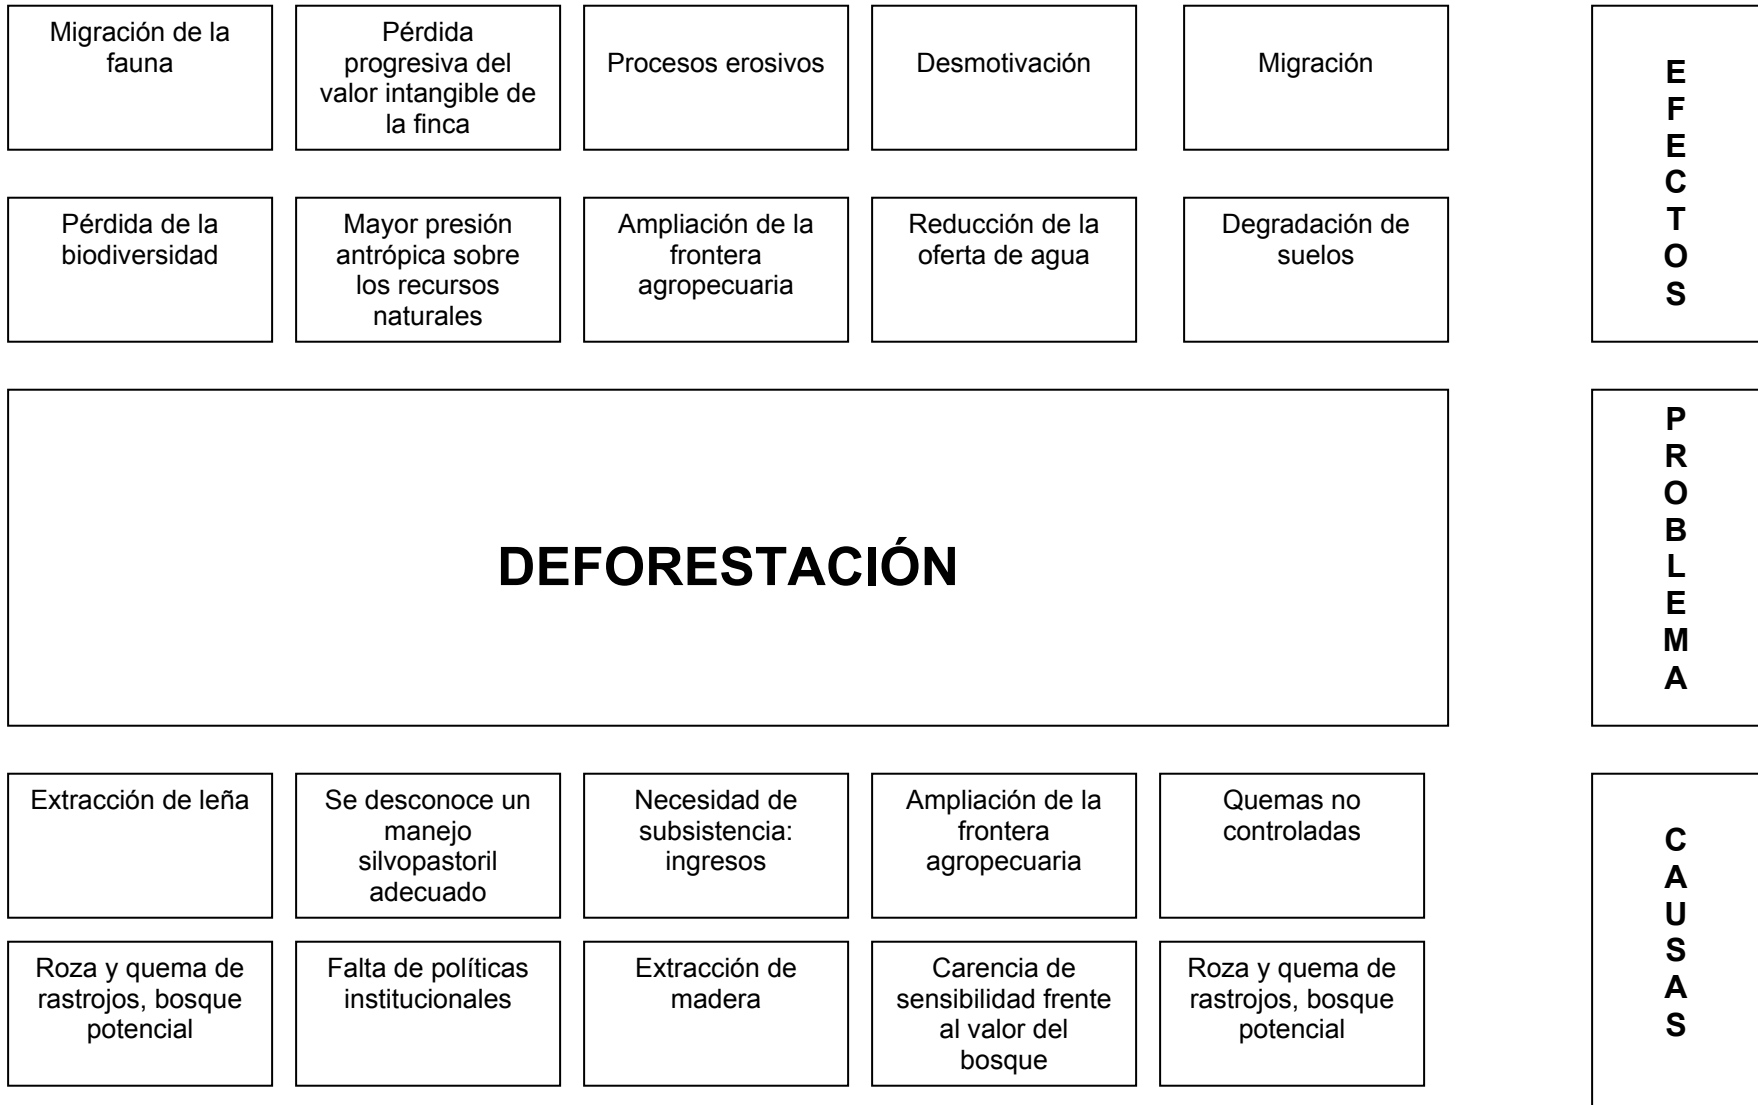 Migración de la
fauna
Pérdida
progresiva del
valor intangible de
la finca
Procesos erosivos
Desmotivación
Migración
Pérdida de la
biodiversidad
Mayor presión
antrópica sobre
los recursos
naturales
Ampliación de la
frontera
agropecuaria
Reducción de la
oferta de agua
Degradación de
suelos
E
F
E
C
T
O
S
DEFORESTACIÓN
P
R
O
B
L
E
M
A
Extracción de leña
Se desconoce un
manejo
silvopastoril
adecuado
Necesidad de
subsistencia:
ingresos
Ampliación de la
frontera
agropecuaria
Quemas no
controladas
Roza y quema de
rastrojos, bosque
potencial
Falta de políticas
institucionales
Extracción de
madera
Carencia de
sensibilidad frente
al valor del
bosque
Roza y quema de
rastrojos, bosque
potencial
C
A
U
S
A
S